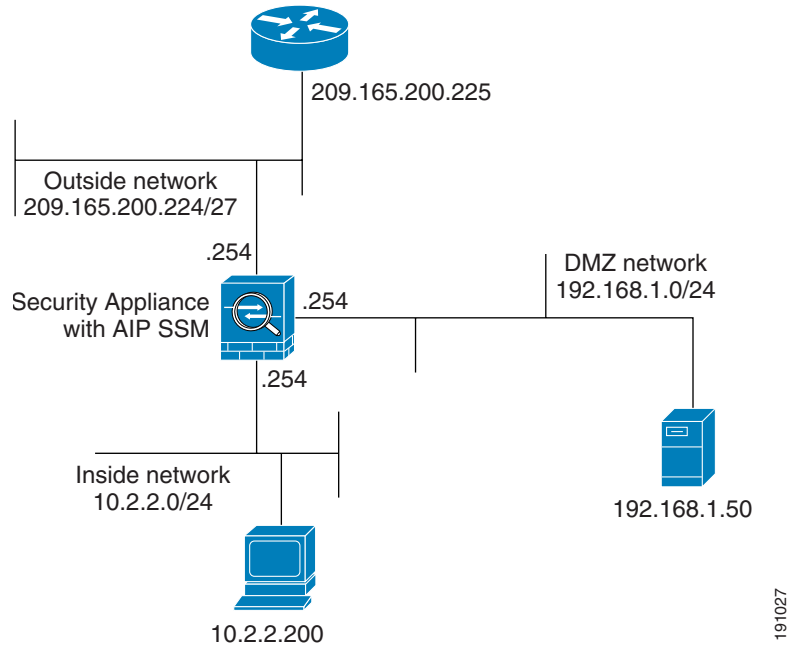 209.165.200.225
Outside network
209.165.200.224/27
.254
DMZ network
192.168.1.0/24
Security Appliance
with AIP SSM
.254
.254
Inside network
10.2.2.0/24
192.168.1.50
10.2.2.200
191027